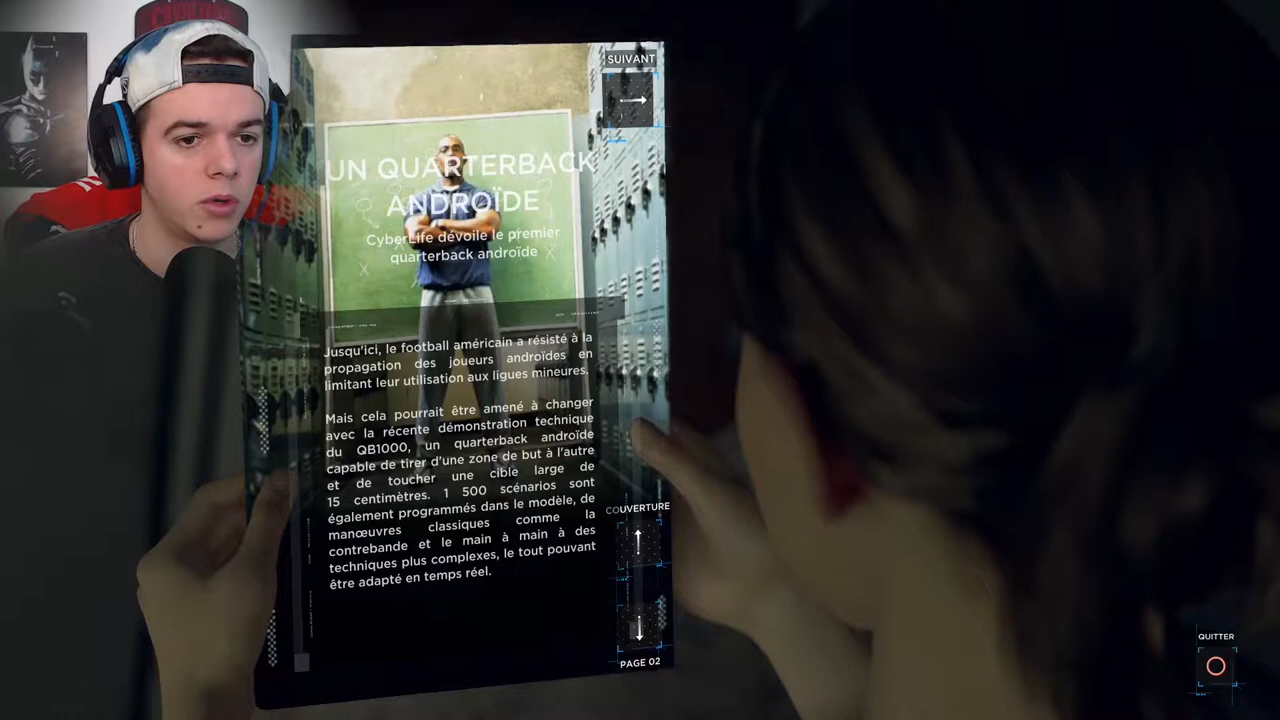 SUIVANT
UN QUARTERBACK
ANDROÏDE
CyberLife dévoile le premier
quarterback androïde
Jusqu'ici, le football américain a résisté à la
propagation des joueurs androïdes en
limitant leur utilisation aux ligues mineures.
Mais cela pourrait être amené à changer
avec la récente démonstration technique
du QB1000, un quarterback androïde
capable de tirer d'une zone de but à l'autre
et de toucher une cible large de
15 centimètres. 1 500 scénarios sont
également programmés dans le modèle, de
manœuvres classiques comme la
contrebande et le main à main à des
techniques plus complexes, le tout pouvant
être adapté en temps réel.
COUVERTURE
PAGE 02
QUITTER